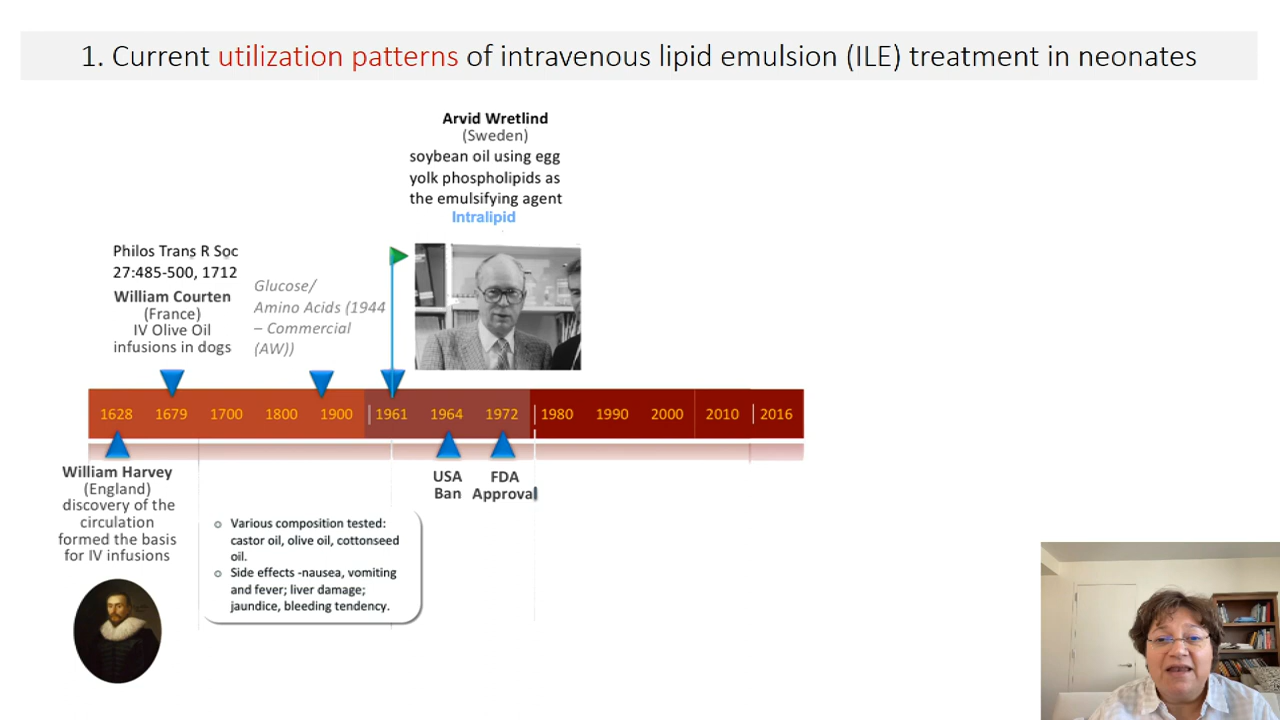 1. Current utilization patterns of intravenous lipid emulsion (ILE) treatment in neonates
Arvid Wretlind
(Sweden)
soybean oil using egg
yolk phospholipids as
the emulsifying agent
Intralipid
Philos Trans R Soc
27:485-500, 1712
William Courten
(France)
IV Olive Oil
infusions in dogs
Glucose/
Amino Acids (1944
– Commercial
(AW))
1628 1679 1700 1800 1900 1961 1964 1972 1980 1990 2000 2010 2016
William Harvey
(England)
discovery of the
circulation
formed the basis
for IV infusions
USA
Ban
FDA
Approval
Various composition tested:
castor oil, olive oil, cottonseed
oil.
Side effects -nausea, vomiting
and fever; liver damage;
jaundice, bleeding tendency.